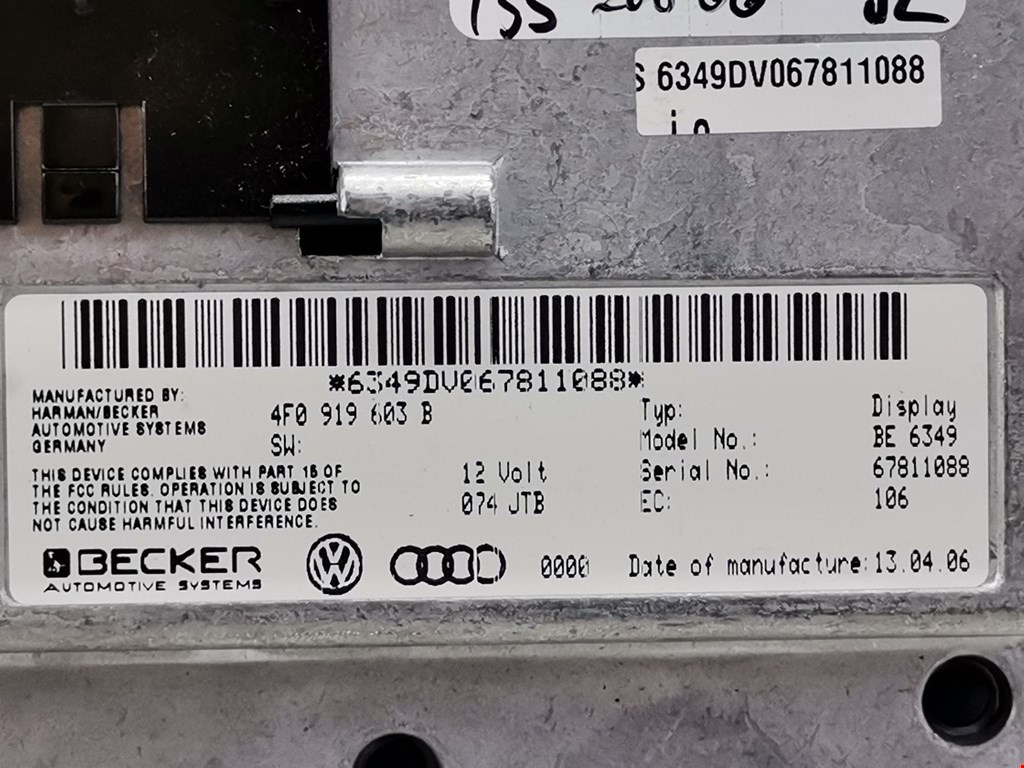 S 6349DV067811088
*6349DV067811088*
MANUFACTURED BY:
HARMAN/BECKER
AUTOMOTIVE SYSTEMS
GERMANY
4F0 919 603 B
SW:
THIS DEVICE COMPLIES WITH PART 15 OF
THE FCC RULES. OPERATION IS SUBJECT TO
THE CONDITION THAT THIS DEVICE DOES
NOT CAUSE HARMFUL INTERFERENCE.
12 Volt
074 JTB
Typ: Display
Model No.: BE 6349
Serial No.: 67811088
EC: 106
BECKER
AUTOMOTIVE SYSTEMS
VW
0000
Date of manufacture: 13.04.06